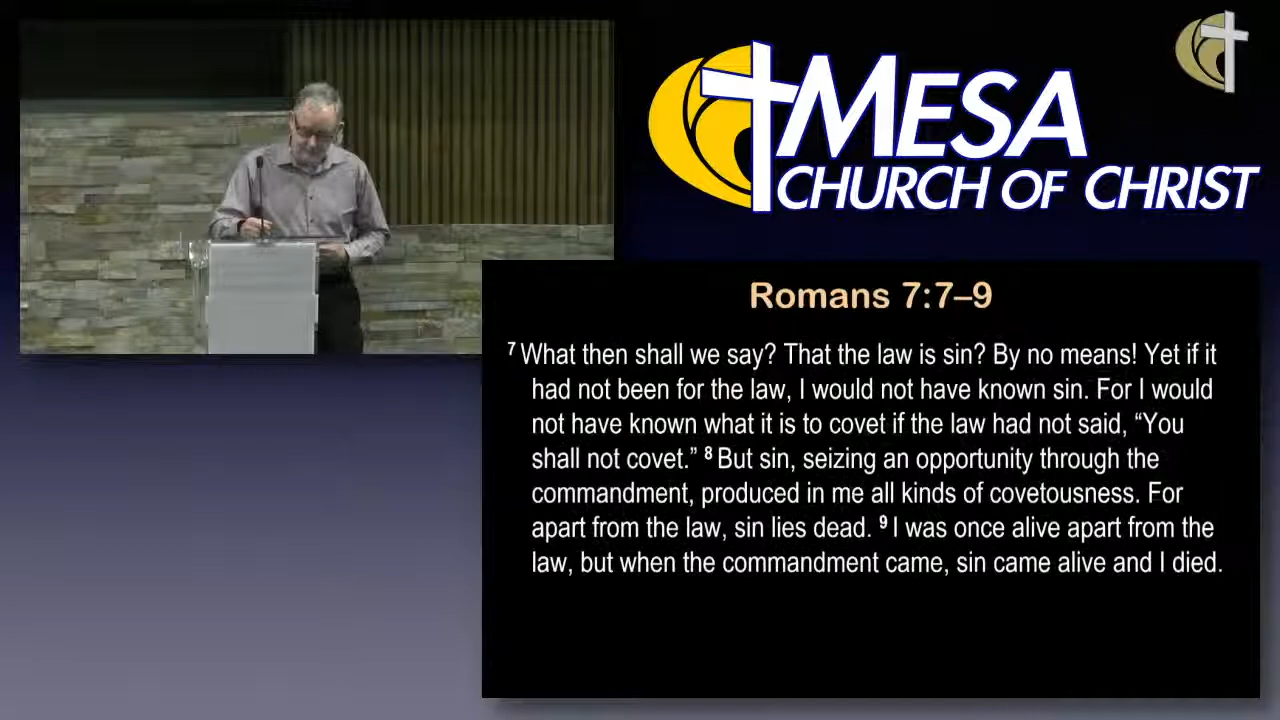 MESA
CHURCH OF CHRIST
Romans 7:7–9
7 What then shall we say? That the law is sin? By no means! Yet if it
had not been for the law, I would not have known sin. For I would
not have known what it is to covet if the law had not said, “You
shall not covet.” 8 But sin, seizing an opportunity through the
commandment, produced in me all kinds of covetousness. For
apart from the law, sin lies dead. 9 I was once alive apart from the
law, but when the commandment came, sin came alive and I died.